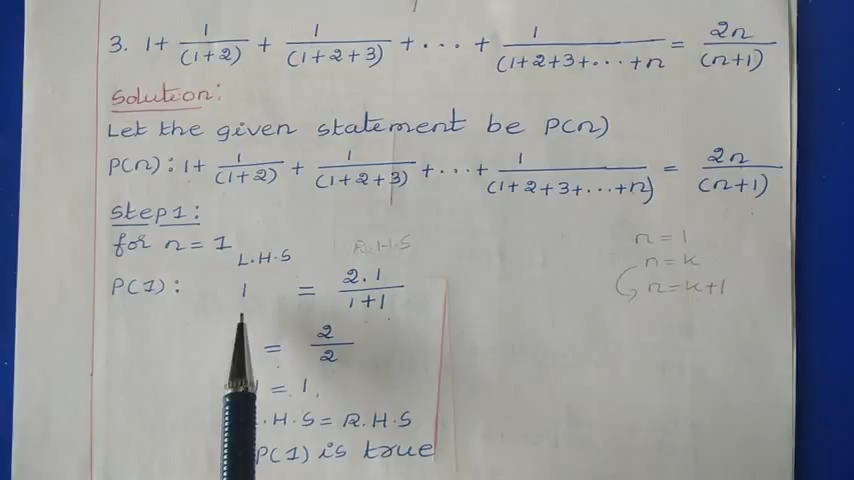 3. 1 + 1/(1+2) + 1/(1+2+3) + ... + 1/(1+2+3+...+n = 2n/(n+1)
Solution:
Let the given statement be P(n)
P(n): 1 + 1/(1+2) + 1/(1+2+3) + ... + 1/(1+2+3+...+n) = 2n/(n+1)
Step1:
for n = 1
L.H.S R.H.S
P(1): 1 = 2.1/1+1
= 2/2
= 1.
.H.S = R.H.S
P(1) is true
n = 1
n = k
n = k+1